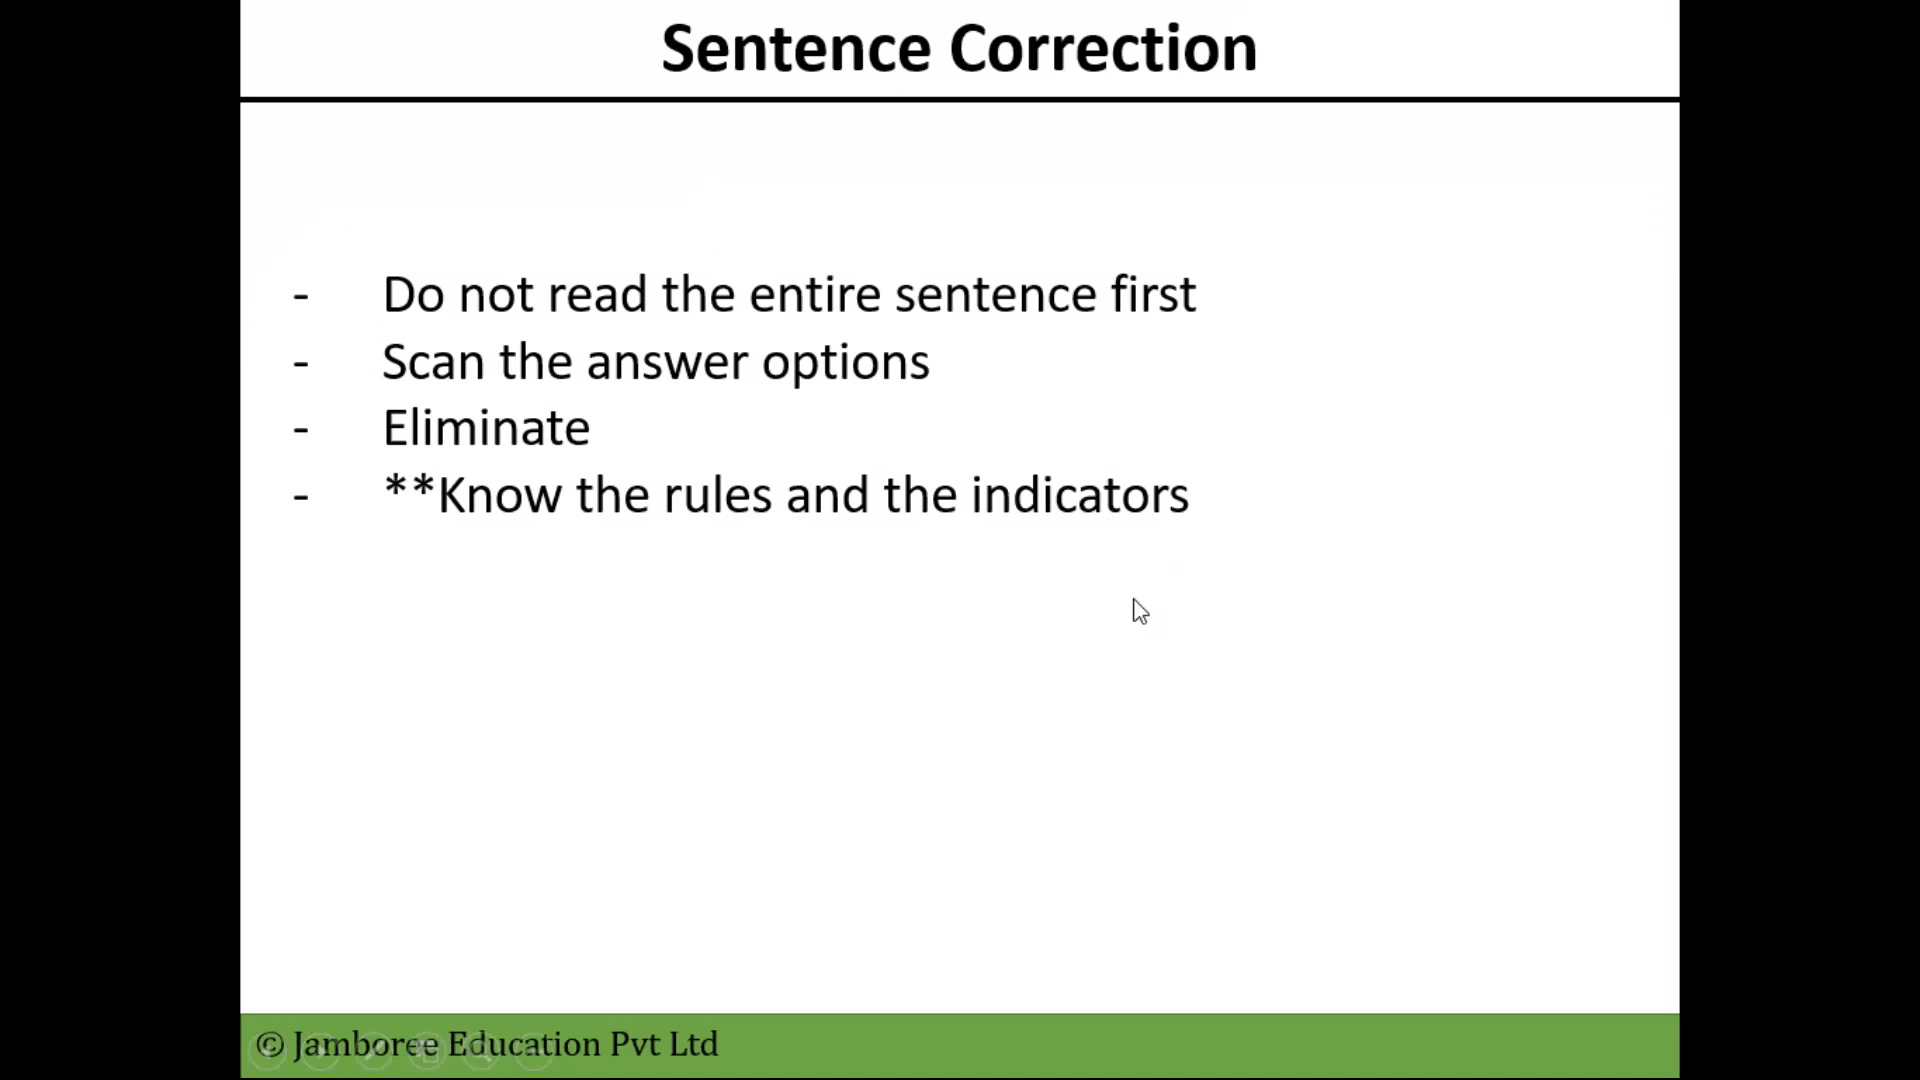 Sentence Correction
- Do not read the entire sentence first
- Scan the answer options
- Eliminate
- **Know the rules and the indicators
© Jamboree Education Pvt Ltd